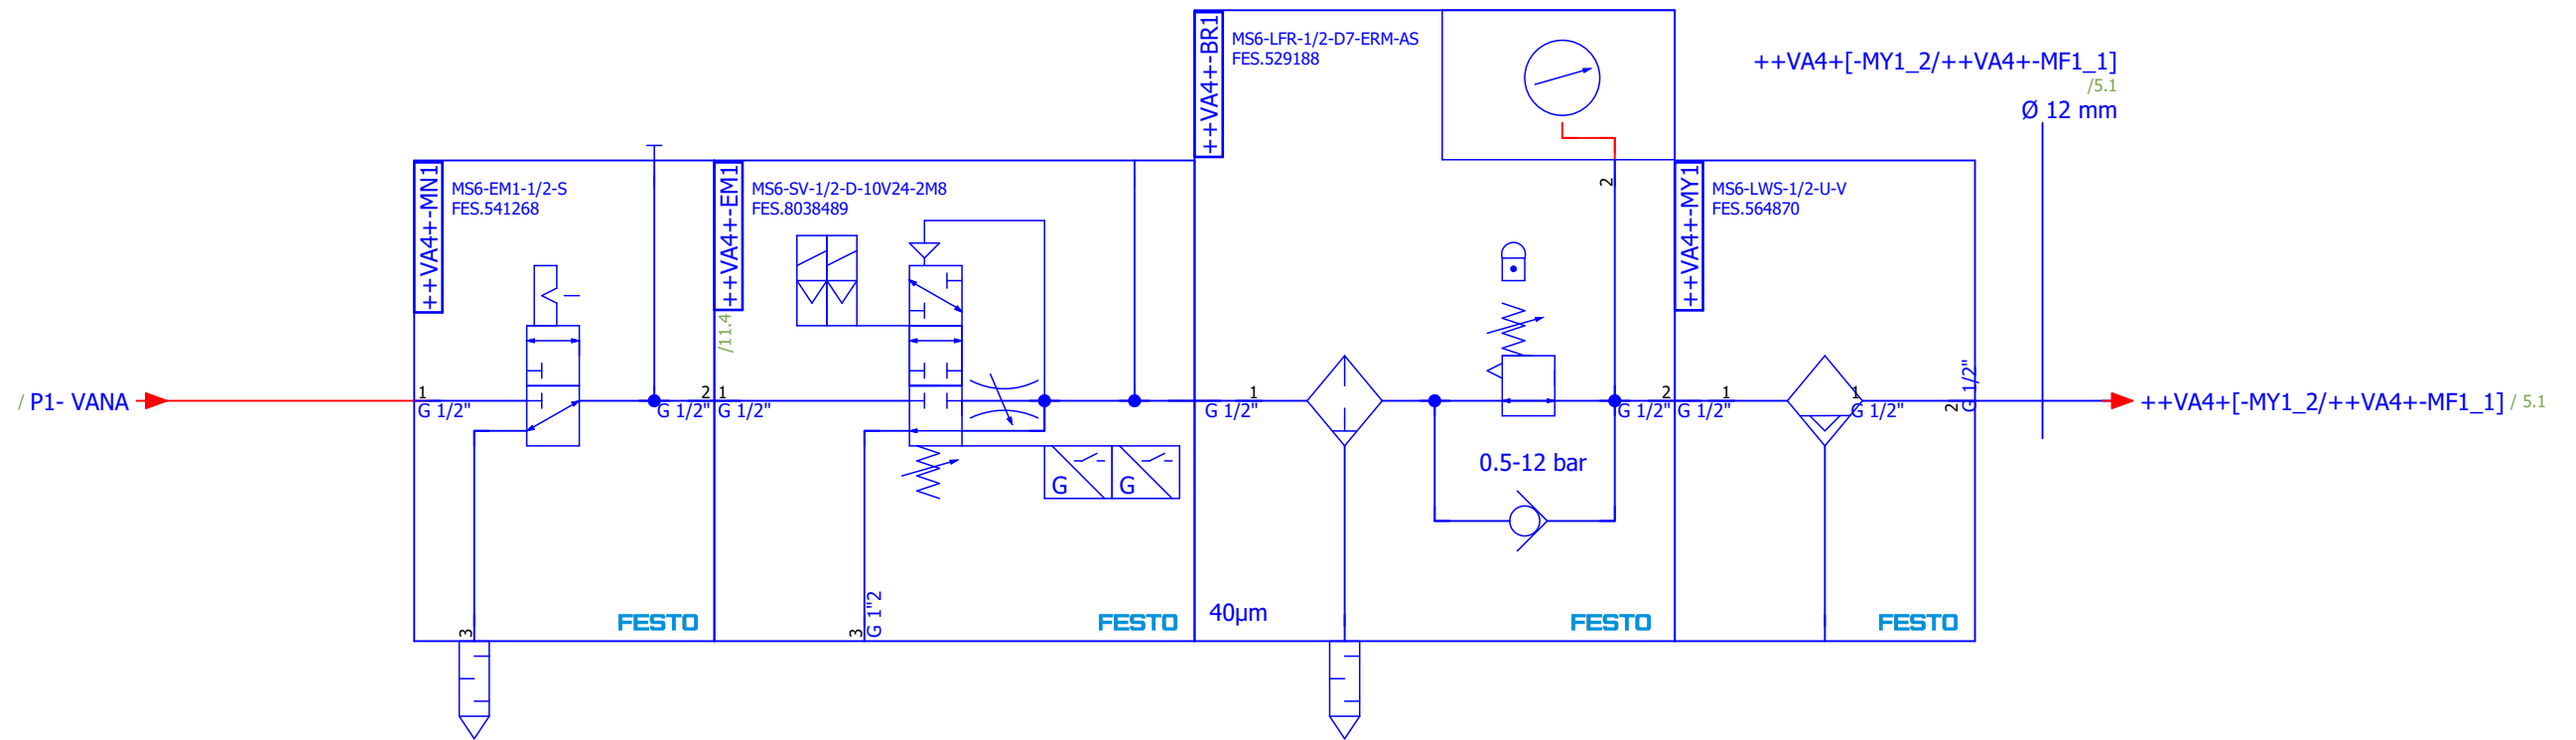 / P1- VANA
++VA4+-MN1
MS6-EM1-1/2-S
FES.541268
1
G 1/2"
2
G 1/2"
3
FESTO
++VA4+-EM1
/11.4
MS6-SV-1/2-D-10V24-2M8
FES.8038489
1
G 1/2"
G
G
3
G 1"2
FESTO
++VA4+-BR1
MS6-LFR-1/2-D7-ERM-AS
FES.529188
2
1
G 1/2"
2
G 1/2"
0.5-12 bar
40µm
FESTO
++VA4+-MY1
MS6-LWS-1/2-U-V
FES.564870
1
G 1/2"
1
G 1/2"
2
G 1/2"
FESTO
++VA4+[-MY1_2/++VA4+-MF1_1]
/5.1
Ø 12 mm
++VA4+[-MY1_2/++VA4+-MF1_1] / 5.1